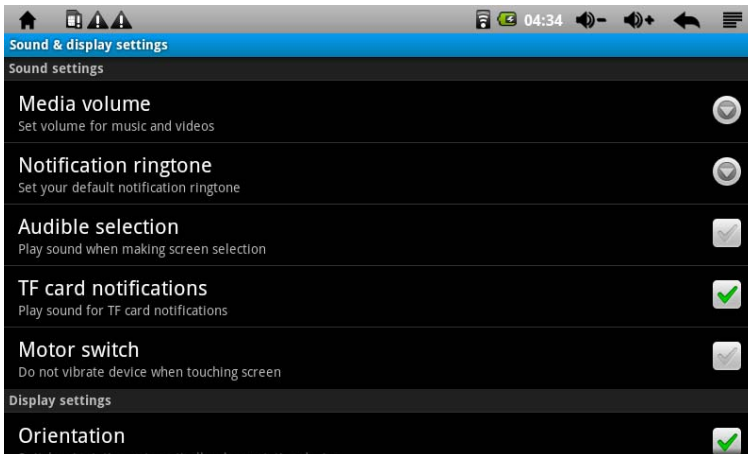 04:34
Sound & display settings
Sound settings
Media volume
Set volume for music and videos
Notification ringtone
Set your default notification ringtone
Audible selection
Play sound when making screen selection
TF card notifications
Play sound for TF card notifications
Motor switch
Do not vibrate device when touching screen
Display settings
Orientation